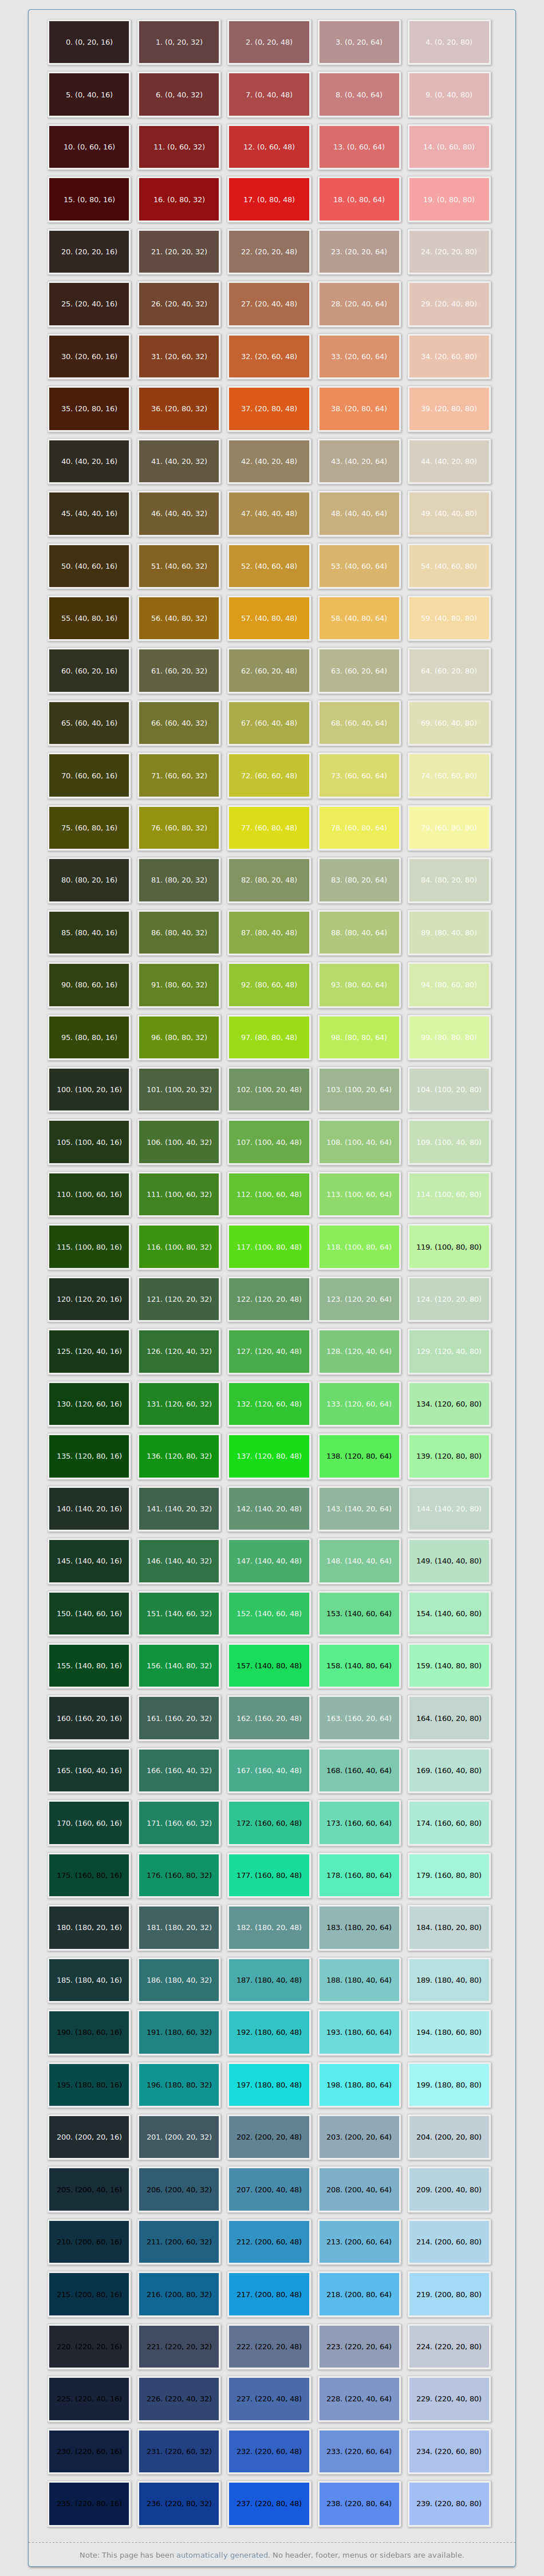 0. (0, 20, 16) 1. (0, 20, 32) 2. (0, 20, 48) 3. (0, 20, 64) 4. (0, 20, 80)
5. (0, 40, 16) 6. (0, 40, 32) 7. (0, 40, 48) 8. (0, 40, 64) 9. (0, 40, 80)
10. (0, 60, 16) 11. (0, 60, 32) 12. (0, 60, 48) 13. (0, 60, 64) 14. (0, 60, 80)
15. (0, 80, 16) 16. (0, 80, 32) 17. (0, 80, 48) 18. (0, 80, 64) 19. (0, 80, 80)
20. (20, 20, 16) 21. (20, 20, 32) 22. (20, 20, 48) 23. (20, 20, 64) 24. (20, 20, 80)
25. (20, 40, 16) 26. (20, 40, 32) 27. (20, 40, 48) 28. (20, 40, 64) 29. (20, 40, 80)
30. (20, 60, 16) 31. (20, 60, 32) 32. (20, 60, 48) 33. (20, 60, 64) 34. (20, 60, 80)
35. (20, 80, 16) 36. (20, 80, 32) 37. (20, 80, 48) 38. (20, 80, 64) 39. (20, 80, 80)
40. (40, 20, 16) 41. (40, 20, 32) 42. (40, 20, 48) 43. (40, 20, 64) 44. (40, 20, 80)
45. (40, 40, 16) 46. (40, 40, 32) 47. (40, 40, 48) 48. (40, 40, 64) 49. (40, 40, 80)
50. (40, 60, 16) 51. (40, 60, 32) 52. (40, 60, 48) 53. (40, 60, 64) 54. (40, 60, 80)
55. (40, 80, 16) 56. (40, 80, 32) 57. (40, 80, 48) 58. (40, 80, 64) 59. (40, 80, 80)
60. (60, 20, 16) 61. (60, 20, 32) 62. (60, 20, 48) 63. (60, 20, 64) 64. (60, 20, 80)
65. (60, 40, 16) 66. (60, 40, 32) 67. (60, 40, 48) 68. (60, 40, 64) 69. (60, 40, 80)
70. (60, 60, 16) 71. (60, 60, 32) 72. (60, 60, 48) 73. (60, 60, 64) 74. (60, 60, 80)
75. (60, 80, 16) 76. (60, 80, 32) 77. (60, 80, 48) 78. (60, 80, 64) 79. (60, 80, 80)
80. (80, 20, 16) 81. (80, 20, 32) 82. (80, 20, 48) 83. (80, 20, 64) 84. (80, 20, 80)
85. (80, 40, 16) 86. (80, 40, 32) 87. (80, 40, 48) 88. (80, 40, 64) 89. (80, 40, 80)
90. (80, 60, 16) 91. (80, 60, 32) 92. (80, 60, 48) 93. (80, 60, 64) 94. (80, 60, 80)
95. (80, 80, 16) 96. (80, 80, 32) 97. (80, 80, 48) 98. (80, 80, 64) 99. (80, 80, 80)
100. (100, 20, 16) 101. (100, 20, 32) 102. (100, 20, 48) 103. (100, 20, 64) 104. (100, 20, 80)
105. (100, 40, 16) 106. (100, 40, 32) 107. (100, 40, 48) 108. (100, 40, 64) 109. (100, 40, 80)
110. (100, 60, 16) 111. (100, 60, 32) 112. (100, 60, 48) 113. (100, 60, 64) 114. (100, 60, 80)
115. (100, 80, 16) 116. (100, 80, 32) 117. (100, 80, 48) 118. (100, 80, 64) 119. (100, 80, 80)
120. (120, 20, 16) 121. (120, 20, 32) 122. (120, 20, 48) 123. (120, 20, 64) 124. (120, 20, 80)
125. (120, 40, 16) 126. (120, 40, 32) 127. (120, 40, 48) 128. (120, 40, 64) 129. (120, 40, 80)
130. (120, 60, 16) 131. (120, 60, 32) 132. (120, 60, 48) 133. (120, 60, 64) 134. (120, 60, 80)
135. (120, 80, 16) 136. (120, 80, 32) 137. (120, 80, 48) 138. (120, 80, 64) 139. (120, 80, 80)
140. (140, 20, 16) 141. (140, 20, 32) 142. (140, 20, 48) 143. (140, 20, 64) 144. (140, 20, 80)
145. (140, 40, 16) 146. (140, 40, 32) 147. (140, 40, 48) 148. (140, 40, 64) 149. (140, 40, 80)
150. (140, 60, 16) 151. (140, 60, 32) 152. (140, 60, 48) 153. (140, 60, 64) 154. (140, 60, 80)
155. (140, 80, 16) 156. (140, 80, 32) 157. (140, 80, 48) 158. (140, 80, 64) 159. (140, 80, 80)
160. (160, 20, 16) 161. (160, 20, 32) 162. (160, 20, 48) 163. (160, 20, 64) 164. (160, 20, 80)
165. (160, 40, 16) 166. (160, 40, 32) 167. (160, 40, 48) 168. (160, 40, 64) 169. (160, 40, 80)
170. (160, 60, 16) 171. (160, 60, 32) 172. (160, 60, 48) 173. (160, 60, 64) 174. (160, 60, 80)
175. (160, 80, 16) 176. (160, 80, 32) 177. (160, 80, 48) 178. (160, 80, 64) 179. (160, 80, 80)
180. (180, 20, 16) 181. (180, 20, 32) 182. (180, 20, 48) 183. (180, 20, 64) 184. (180, 20, 80)
185. (180, 40, 16) 186. (180, 40, 32) 187. (180, 40, 48) 188. (180, 40, 64) 189. (180, 40, 80)
190. (180, 60, 16) 191. (180, 60, 32) 192. (180, 60, 48) 193. (180, 60, 64) 194. (180, 60, 80)
195. (180, 80, 16) 196. (180, 80, 32) 197. (180, 80, 48) 198. (180, 80, 64) 199. (180, 80, 80)
200. (200, 20, 16) 201. (200, 20, 32) 202. (200, 20, 48) 203. (200, 20, 64) 204. (200, 20, 80)
205. (200, 40, 16) 206. (200, 40, 32) 207. (200, 40, 48) 208. (200, 40, 64) 209. (200, 40, 80)
210. (200, 60, 16) 211. (200, 60, 32) 212. (200, 60, 48) 213. (200, 60, 64) 214. (200, 60, 80)
215. (200, 80, 16) 216. (200, 80, 32) 217. (200, 80, 48) 218. (200, 80, 64) 219. (200, 80, 80)
220. (220, 20, 16) 221. (220, 20, 32) 222. (220, 20, 48) 223. (220, 20, 64) 224. (220, 20, 80)
225. (220, 40, 16) 226. (220, 40, 32) 227. (220, 40, 48) 228. (220, 40, 64) 229. (220, 40, 80)
230. (220, 60, 16) 231. (220, 60, 32) 232. (220, 60, 48) 233. (220, 60, 64) 234. (220, 60, 80)
235. (220, 80, 16) 236. (220, 80, 32) 237. (220, 80, 48) 238. (220, 80, 64) 239. (220, 80, 80)
Note: This page has been automatically generated. No header, footer, menus or sidebars are available.